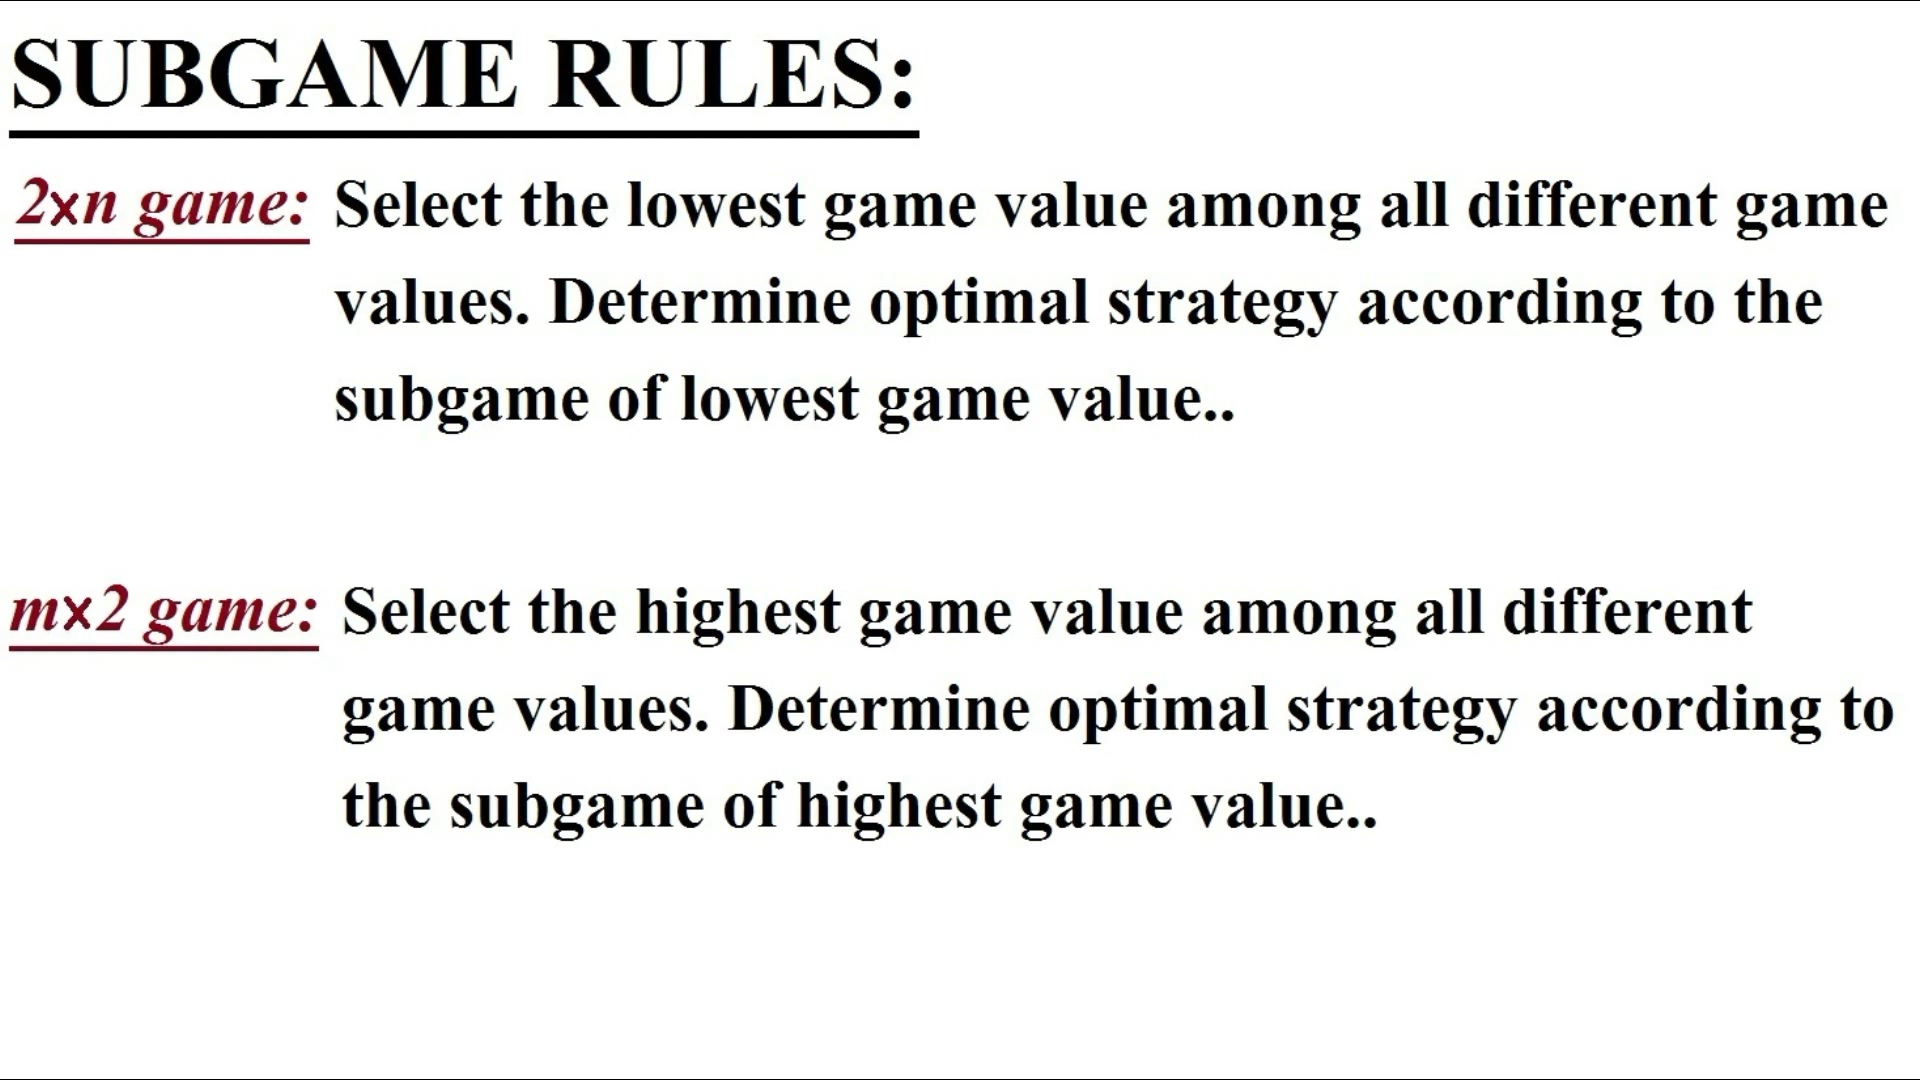 SUBGAME RULES:
2×n game: Select the lowest game value among all different game
values. Determine optimal strategy according to the
subgame of lowest game value..
m×2 game: Select the highest game value among all different
game values. Determine optimal strategy according to
the subgame of highest game value..